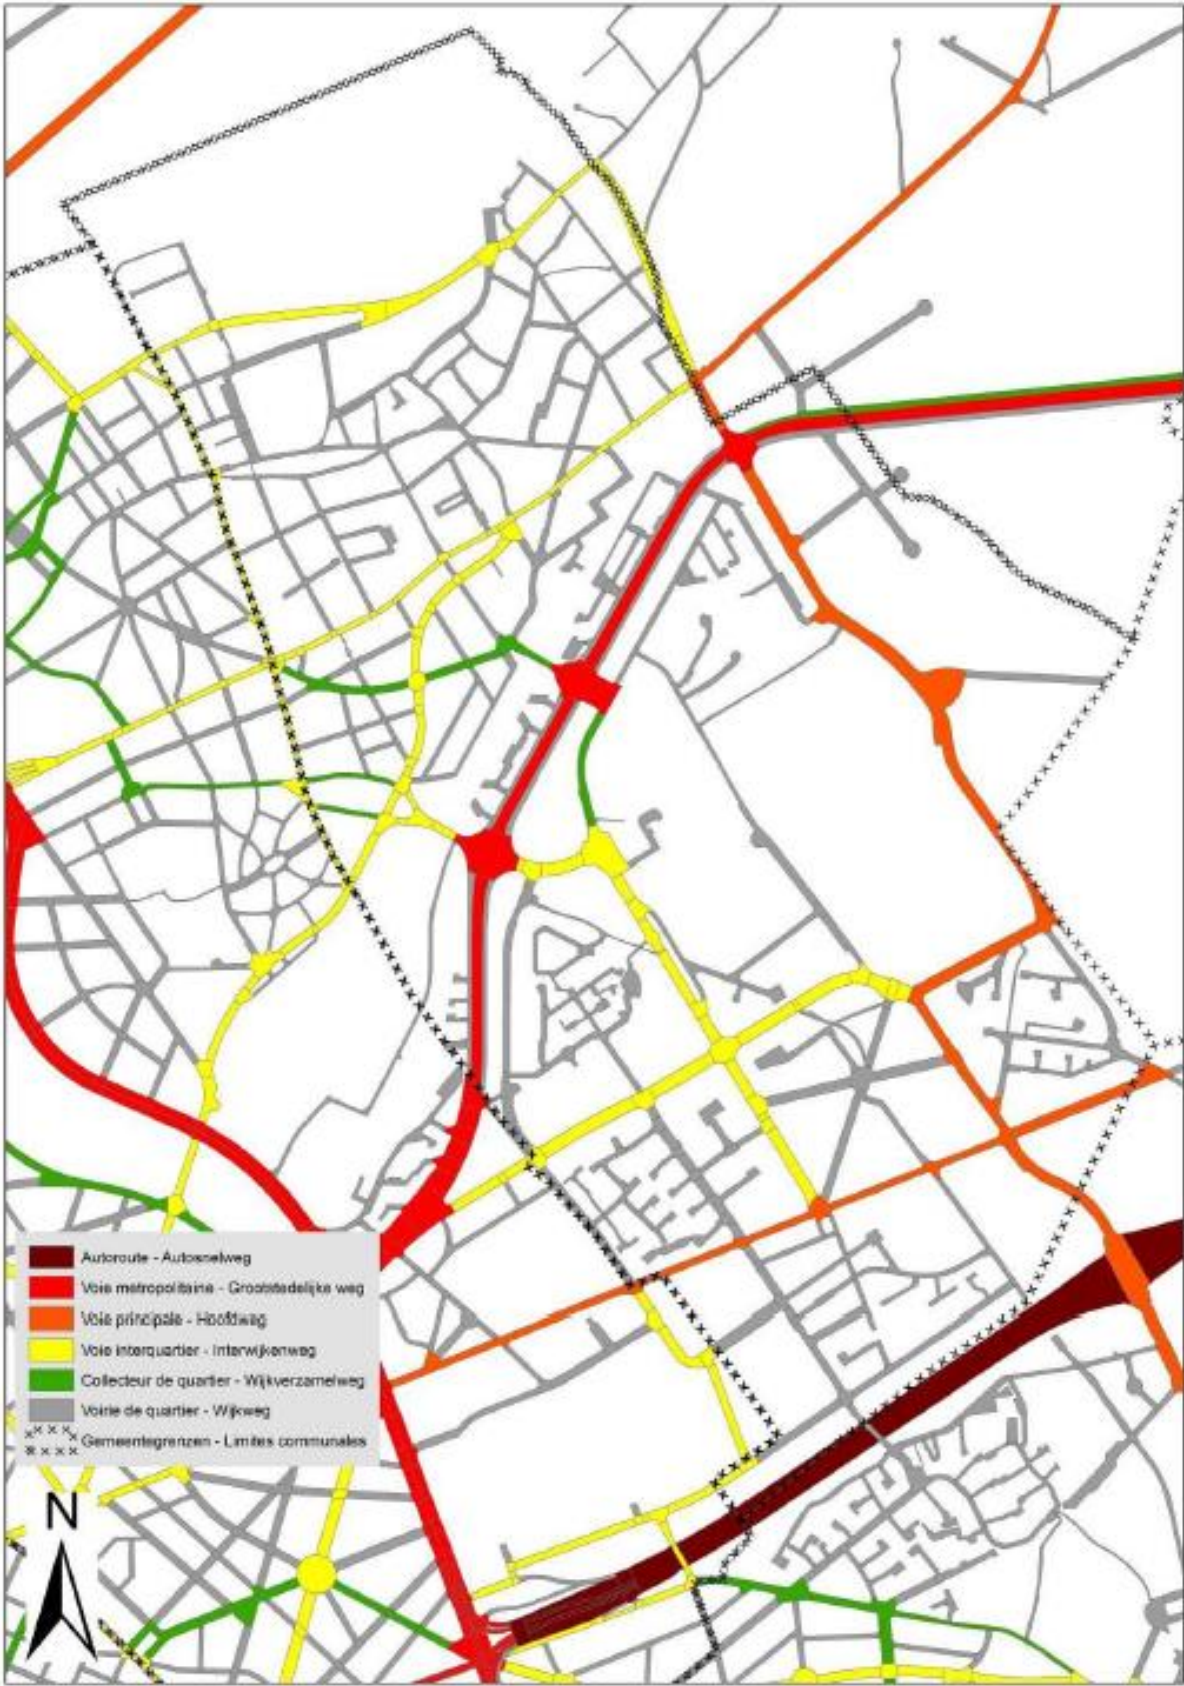 Autoroute - Autosnelweg
Voie metropolitaine - Grootstedelijke weg
Voie principale - Hoofdweg
Voie interquartier - Interwijkenweg
Collecteur de quartier - Wijkverzamelweg
Voirie de quartier - Wijkweg
Gemeentegrenzen - Limites communales
N